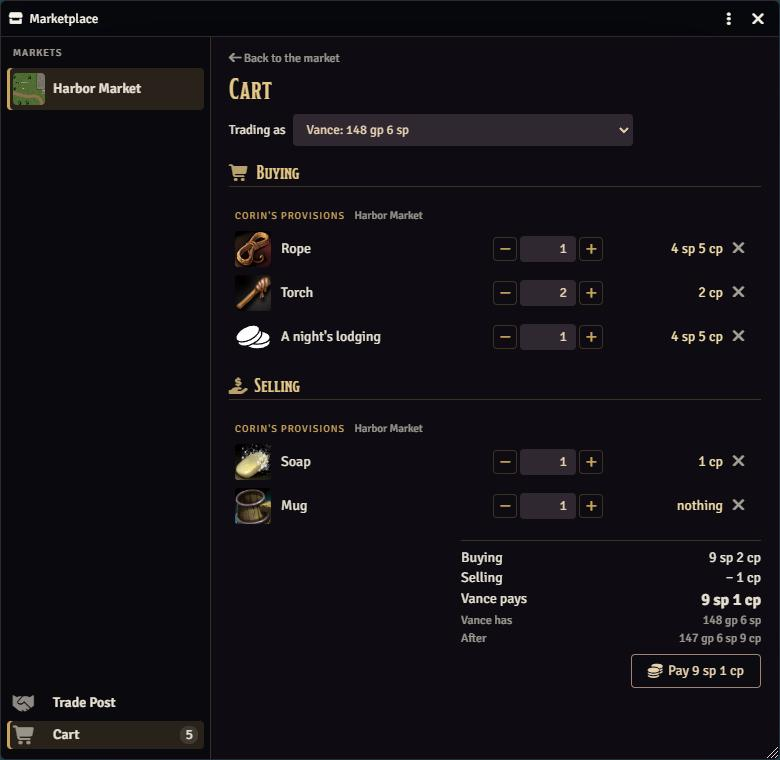 Marketplace
MARKETS
Harbor Market
Back to the market
CART
Trading as Vance: 148 gp 6 sp
BUYING
CORIN'S PROVISIONS Harbor Market
Rope − 1 + 4 sp 5 cp
Torch − 2 + 2 cp
A night's lodging − 1 + 4 sp 5 cp
SELLING
CORIN'S PROVISIONS Harbor Market
Soap − 1 + 1 cp
Mug − 1 + nothing
Buying 9 sp 2 cp
Selling − 1 cp
Vance pays 9 sp 1 cp
Vance has 148 gp 6 sp
After 147 gp 6 sp 9 cp
Pay 9 sp 1 cp
Trade Post
Cart 5